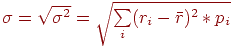 σ = √σ² = √∑ᵢ(rᵢ − r̄)² * pᵢ